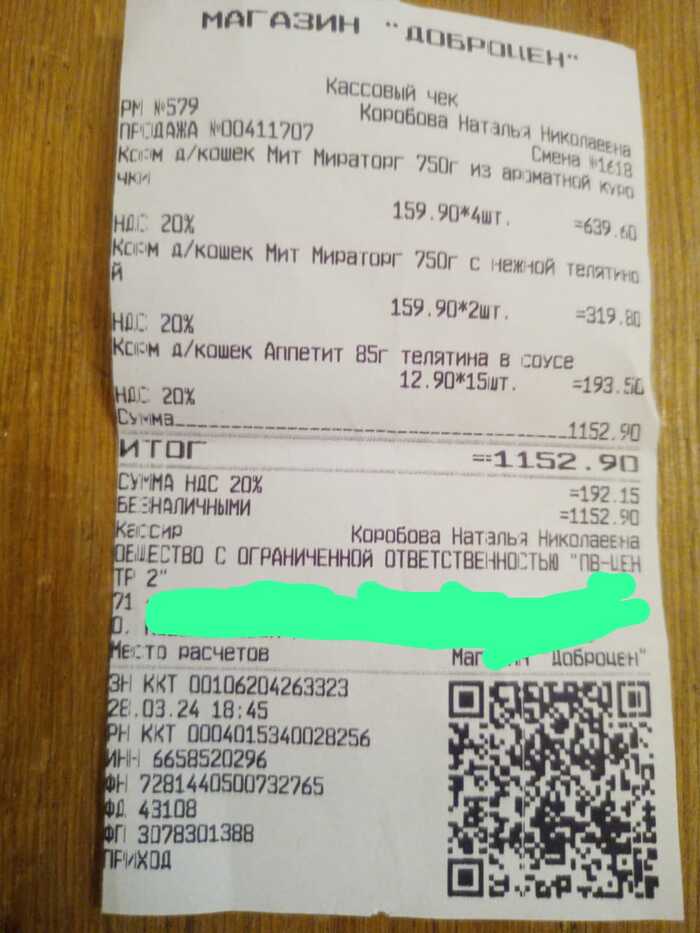 МАГАЗИН "ДОБРОЦЕН"
Кассовый чек
РМ №579 Коробова Наталья Николаевна
ПРОДАЖА №00411707 Смена №1618
Корм д/кошек Мит Мираторг 750г из ароматной куро
чки
159.90*4шт. =639.60
НДС 20%
Корм д/кошек Мит Мираторг 750г с нежной телятино
й
159.90*2шт. =319.80
НДС 20%
Корм д/кошек Аппетит 85г телятина в соусе
12.90*15шт. =193.50
НДС 20%
Сумма 1152.90
ИТОГ =1152.90
СУММА НДС 20% =192.15
БЕЗНАЛИЧНЫМИ =1152.90
Кассир Коробова Наталья Николаевна
ОБЩЕСТВО С ОГРАНИЧЕННОЙ ОТВЕТСТВЕННОСТЬЮ "ПВ-ЦЕН
ТР 2"
71
Место расчетов Магазин "Доброцен"
ЗН ККТ 00106204263323
28.03.24 18:45
РН ККТ 0004015340028256
ИНН 6658520296
ФН 7281440500732765
ФД 43108
ФП 3078301388
ПРИХОД